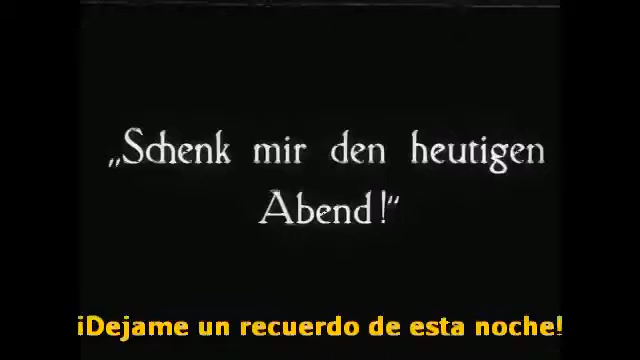 „Schenk mir den heutigen
Abend!“
¡Dejame un recuerdo de esta noche!